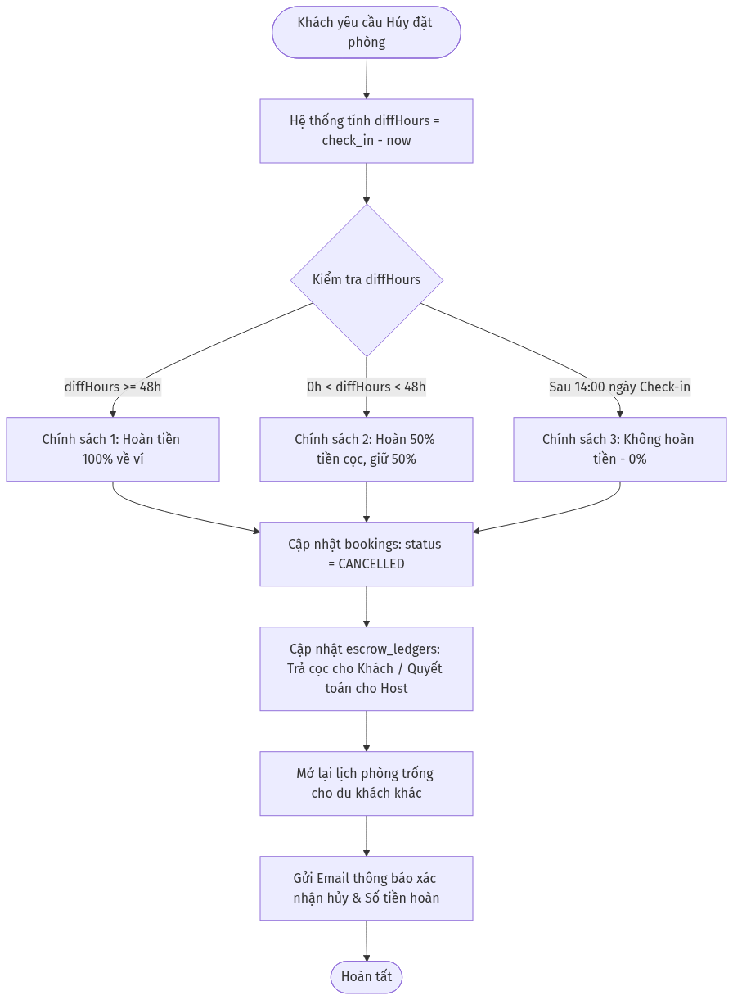 Khách yêu cầu Hủy đặt
phòng
Hệ thống tính diffHours =
check_in - now
Kiểm tra diffHours
diffHours >= 48h
0h < diffHours < 48h
Sau 14:00 ngày Check-in
Chính sách 1: Hoàn tiền
100% về ví
Chính sách 2: Hoàn 50%
tiền cọc, giữ 50%
Chính sách 3: Không hoàn
tiền - 0%
Cập nhật bookings: status
= CANCELLED
Cập nhật escrow_ledgers:
Trả cọc cho Khách / Quyết
toán cho Host
Mở lại lịch phòng trống
cho du khách khác
Gửi Email thông báo xác
nhận hủy & Số tiền hoàn
Hoàn tất